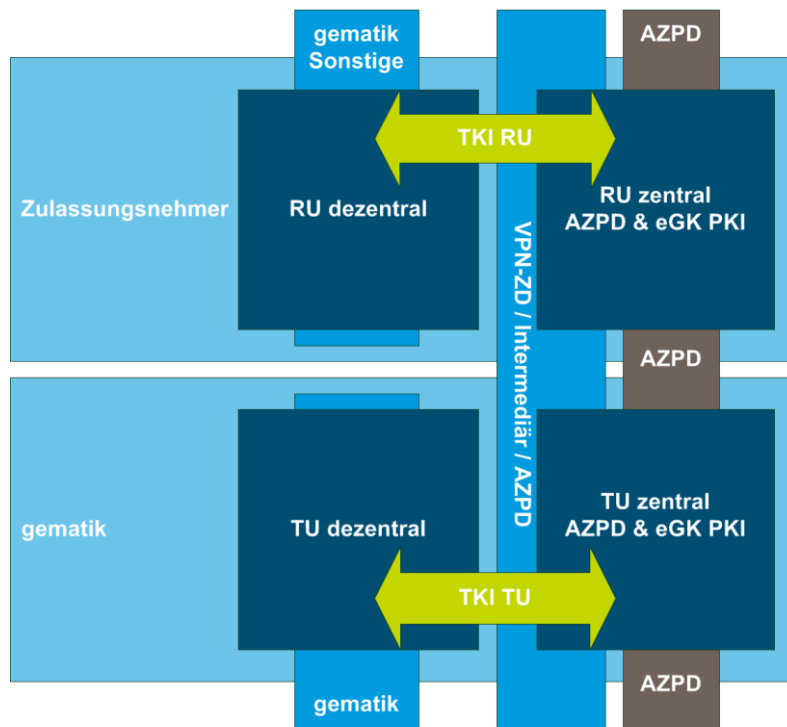 gematik
Sonstige
AZPD
TKI RU
Zulassungsnehmer
RU dezentral
RU zentral
AZPD & eGK PKI
VPN-ZD / Intermediär / AZPD
AZPD
gematik
TU dezentral
TU zentral
AZPD & eGK PKI
TKI TU
gematik
AZPD